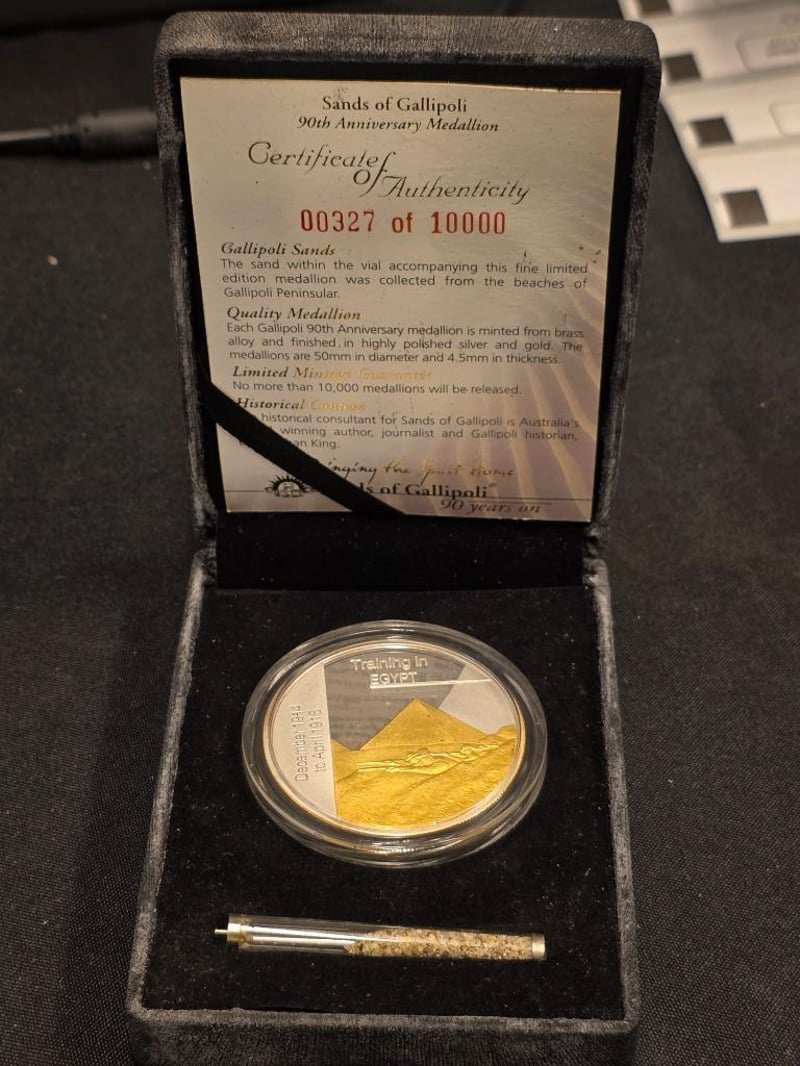 Sands of Gallipoli
90th Anniversary Medallion
Certificate of Authenticity
00327 of 10000
Gallipoli Sands
The sand within the vial accompanying this fine limited
edition medallion was collected from the beaches of
Gallipoli Peninsular.
Quality Medallion
Each Gallipoli 90th Anniversary medallion is minted from brass
alloy and finished in highly polished silver and gold. The
medallions are 50mm in diameter and 4.5mm in thickness.
Limited
No more than 10,000 medallions will be released.
Historical
historical consultant for Sands of Gallipoli is Australia's
winning author, journalist and Gallipoli historian,
King.
the Spirit Home
of Gallipoli
90 years on
Training in
EGYPT
December 1914
to April 1915